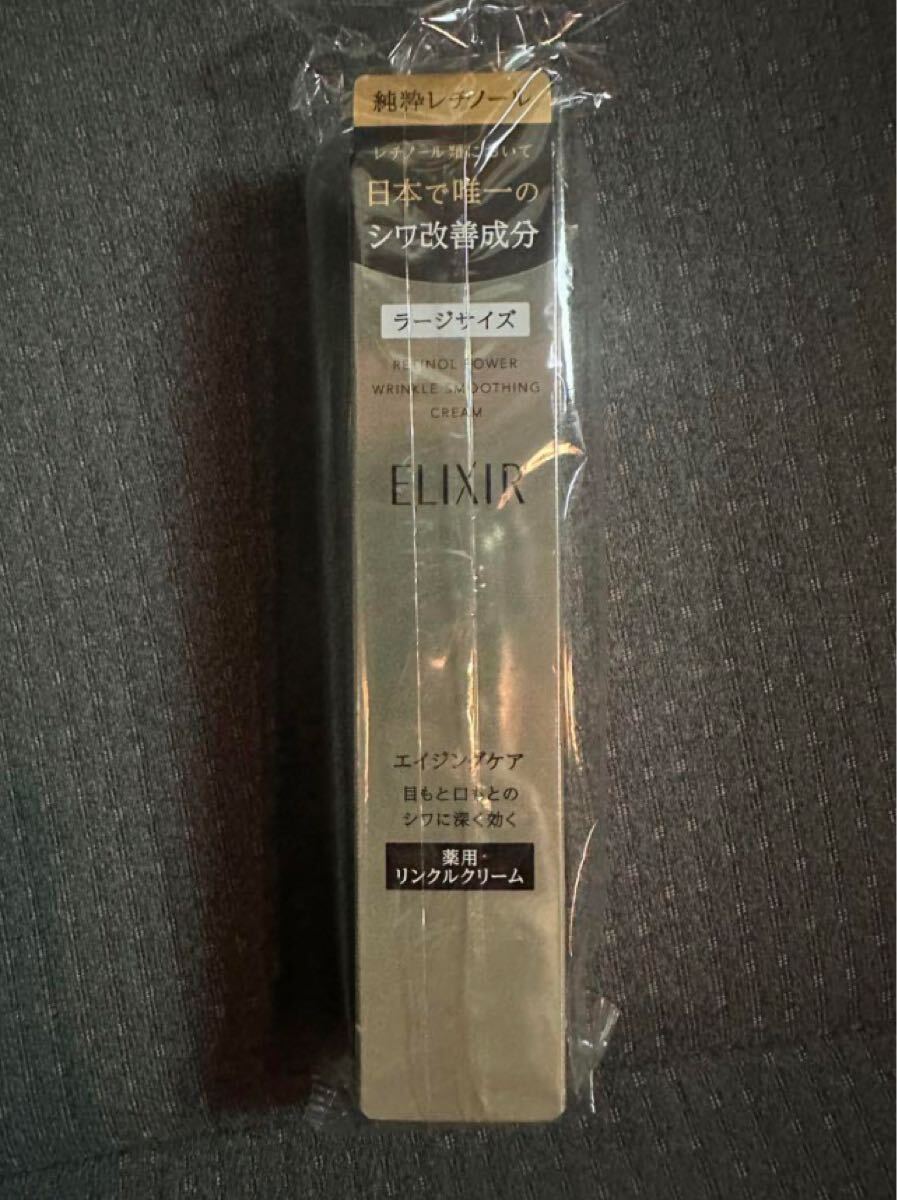 純粋レチノール
レチノール類において
日本で唯一の
シワ改善成分
ラージサイズ
RETINOL POWER
WRINKLE SMOOTHING
CREAM
ELIXIR
エイジングケア
目もと口もとの
シワに深く効く
薬用
リンクルクリーム